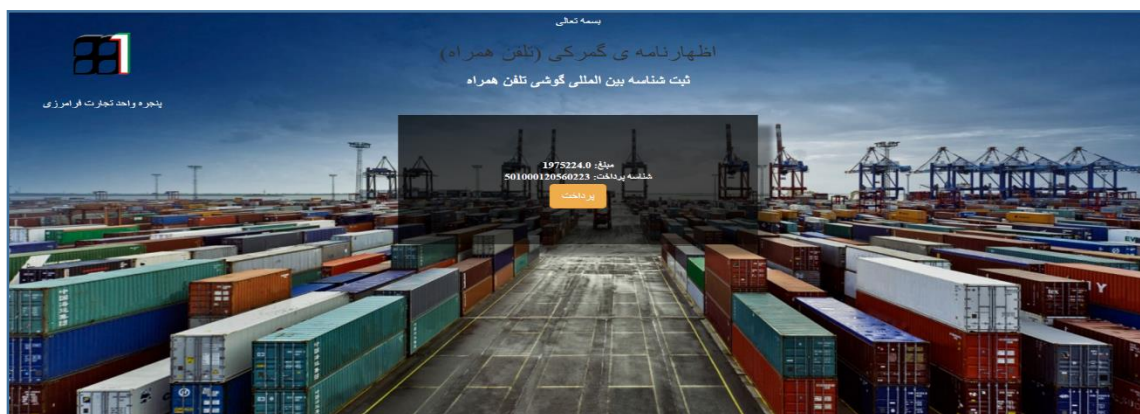 بسمه تعالی
اظهارنامه ی گمرکی (تلفن همراه)
ثبت شناسه بین المللی گوشی تلفن همراه
پنجره واحد تجارت فرامرزی
مبلغ: 1975224.0
شناسه پرداخت: 501000120560223
پرداخت